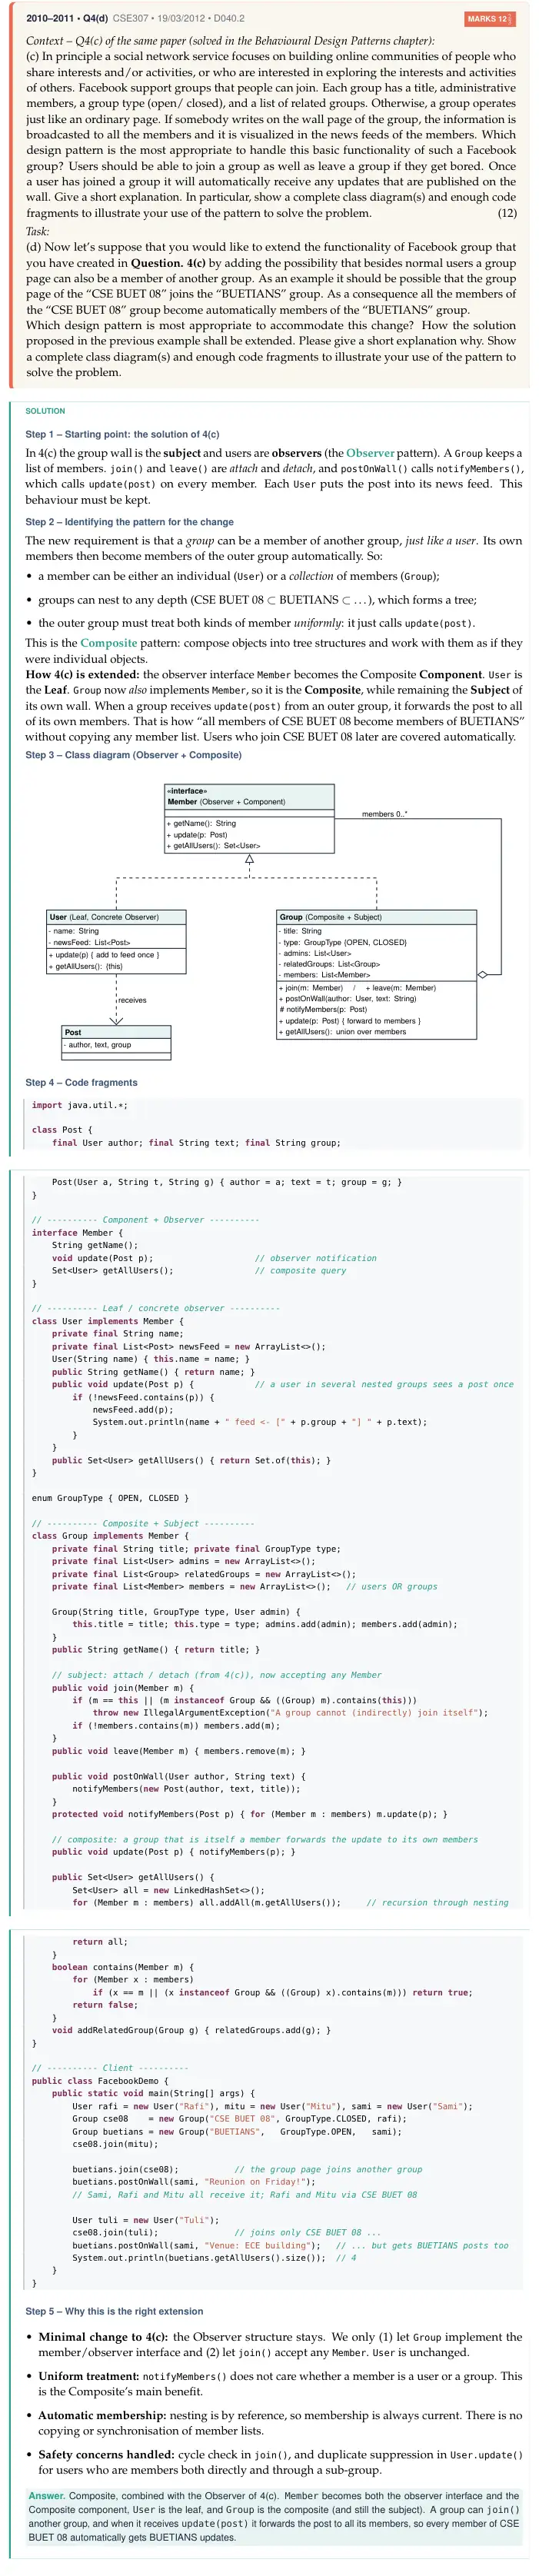 2010–2011 • Q4(d) CSE307 • 19/03/2012 • D040.2
MARKS 12
Context – Q4(c) of the same paper (solved in the Behavioural Design Patterns chapter):
(c) In principle a social network service focuses on building online communities of people who
share interests and/or activities, or who are interested in exploring the interests and activities
of others. Facebook support groups that people can join. Each group has a title, administrative
members, a group type (open/ closed), and a list of related groups. Otherwise, a group operates
just like an ordinary page. If somebody writes on the wall page of the group, the information is
broadcasted to all the members and it is visualized in the news feeds of the members. Which
design pattern is the most appropriate to handle this basic functionality of such a Facebook
group? Users should be able to join a group as well as leave a group if they get bored. Once
a user has joined a group it will automatically receive any updates that are published on the
wall. Give a short explanation. In particular, show a complete class diagram(s) and enough code
fragments to illustrate your use of the pattern to solve the problem. (12)
Task:
(d) Now let's suppose that you would like to extend the functionality of Facebook group that
you have created in Question. 4(c) by adding the possibility that besides normal users a group
page can also be a member of another group. As an example it should be possible that the group
page of the “CSE BUET 08” joins the “BUETIANS” group. As a consequence all the members of
the “CSE BUET 08” group become automatically members of the “BUETIANS” group.
Which design pattern is most appropriate to accommodate this change? How the solution
proposed in the previous example shall be extended. Please give a short explanation why. Show
a complete class diagram(s) and enough code fragments to illustrate your use of the pattern to
solve the problem.
SOLUTION
Step 1 – Starting point: the solution of 4(c)
In 4(c) the group wall is the subject and users are observers (the Observer pattern). A Group keeps a
list of members. join() and leave() are attach and detach, and postOnWall() calls notifyMembers(),
which calls update(post) on every member. Each User puts the post into its news feed. This
behaviour must be kept.
Step 2 – Identifying the pattern for the change
The new requirement is that a group can be a member of another group, just like a user. Its own
members then become members of the outer group automatically. So:
• a member can be either an individual (User) or a collection of members (Group);
• groups can nest to any depth (CSE BUET 08 ⊂ BUETIANS ⊂ ...), which forms a tree;
• the outer group must treat both kinds of member uniformly: it just calls update(post).
This is the Composite pattern: compose objects into tree structures and work with them as if they
were individual objects.
How 4(c) is extended: the observer interface Member becomes the Composite Component. User is
the Leaf. Group now also implements Member, so it is the Composite, while remaining the Subject of
its own wall. When a group receives update(post) from an outer group, it forwards the post to all
of its own members. That is how “all members of CSE BUET 08 become members of BUETIANS”
without copying any member list. Users who join CSE BUET 08 later are covered automatically.
Step 3 – Class diagram (Observer + Composite)
«interface»
Member (Observer + Component)
+ getName(): String
+ update(p: Post)
+ getAllUsers(): Set<User>
members 0..*
User (Leaf, Concrete Observer)
- name: String
- newsFeed: List<Post>
+ update(p) { add to feed once }
+ getAllUsers(): {this}
Group (Composite + Subject)
- title: String
- type: GroupType {OPEN, CLOSED}
- admins: List<User>
- relatedGroups: List<Group>
- members: List<Member>
+ join(m: Member) / + leave(m: Member)
+ postOnWall(author: User, text: String)
# notifyMembers(p: Post)
+ update(p: Post) { forward to members }
+ getAllUsers(): union over members
receives
Post
- author, text, group
Step 4 – Code fragments
import java.util.*;
class Post {
final User author; final String text; final String group;
Post(User a, String t, String g) { author = a; text = t; group = g; }
}
// ---------- Component + Observer ----------
interface Member {
String getName();
void update(Post p); // observer notification
Set<User> getAllUsers(); // composite query
}
// ---------- Leaf / concrete observer ----------
class User implements Member {
private final String name;
private final List<Post> newsFeed = new ArrayList<>();
User(String name) { this.name = name; }
public String getName() { return name; }
public void update(Post p) { // a user in several nested groups sees a post once
if (!newsFeed.contains(p)) {
newsFeed.add(p);
System.out.println(name + " feed <- [" + p.group + "] " + p.text);
}
}
public Set<User> getAllUsers() { return Set.of(this); }
}
enum GroupType { OPEN, CLOSED }
// ---------- Composite + Subject ----------
class Group implements Member {
private final String title; private final GroupType type;
private final List<User> admins = new ArrayList<>();
private final List<Group> relatedGroups = new ArrayList<>();
private final List<Member> members = new ArrayList<>(); // users OR groups
Group(String title, GroupType type, User admin) {
this.title = title; this.type = type; admins.add(admin); members.add(admin);
}
public String getName() { return title; }
// subject: attach / detach (from 4(c)), now accepting any Member
public void join(Member m) {
if (m == this || (m instanceof Group && ((Group) m).contains(this)))
throw new IllegalArgumentException("A group cannot (indirectly) join itself");
if (!members.contains(m)) members.add(m);
}
public void leave(Member m) { members.remove(m); }
public void postOnWall(User author, String text) {
notifyMembers(new Post(author, text, title));
}
protected void notifyMembers(Post p) { for (Member m : members) m.update(p); }
// composite: a group that is itself a member forwards the update to its own members
public void update(Post p) { notifyMembers(p); }
public Set<User> getAllUsers() {
Set<User> all = new LinkedHashSet<>();
for (Member m : members) all.addAll(m.getAllUsers()); // recursion through nesting
return all;
}
boolean contains(Member m) {
for (Member x : members)
if (x == m || (x instanceof Group && ((Group) x).contains(m))) return true;
return false;
}
void addRelatedGroup(Group g) { relatedGroups.add(g); }
}
// ---------- Client ----------
public class FacebookDemo {
public static void main(String[] args) {
User rafi = new User("Rafi"), mitu = new User("Mitu"), sami = new User("Sami");
Group cse08 = new Group("CSE BUET 08", GroupType.CLOSED, rafi);
Group buetians = new Group("BUETIANS", GroupType.OPEN, sami);
cse08.join(mitu);
buetians.join(cse08); // the group page joins another group
buetians.postOnWall(sami, "Reunion on Friday!");
// Sami, Rafi and Mitu all receive it; Rafi and Mitu via CSE BUET 08
User tuli = new User("Tuli");
cse08.join(tuli); // joins only CSE BUET 08 ...
buetians.postOnWall(sami, "Venue: ECE building"); // ... but gets BUETIANS posts too
System.out.println(buetians.getAllUsers().size()); // 4
}
}
Step 5 – Why this is the right extension
• Minimal change to 4(c): the Observer structure stays. We only (1) let Group implement the
member/observer interface and (2) let join() accept any Member. User is unchanged.
• Uniform treatment: notifyMembers() does not care whether a member is a user or a group. This
is the Composite's main benefit.
• Automatic membership: nesting is by reference, so membership is always current. There is no
copying or synchronisation of member lists.
• Safety concerns handled: cycle check in join(), and duplicate suppression in User.update()
for users who are members both directly and through a sub-group.
Answer. Composite, combined with the Observer of 4(c). Member becomes both the observer interface and the
Composite component, User is the leaf, and Group is the composite (and still the subject). A group can join()
another group, and when it receives update(post) it forwards the post to all its members, so every member of CSE
BUET 08 automatically gets BUETIANS updates.